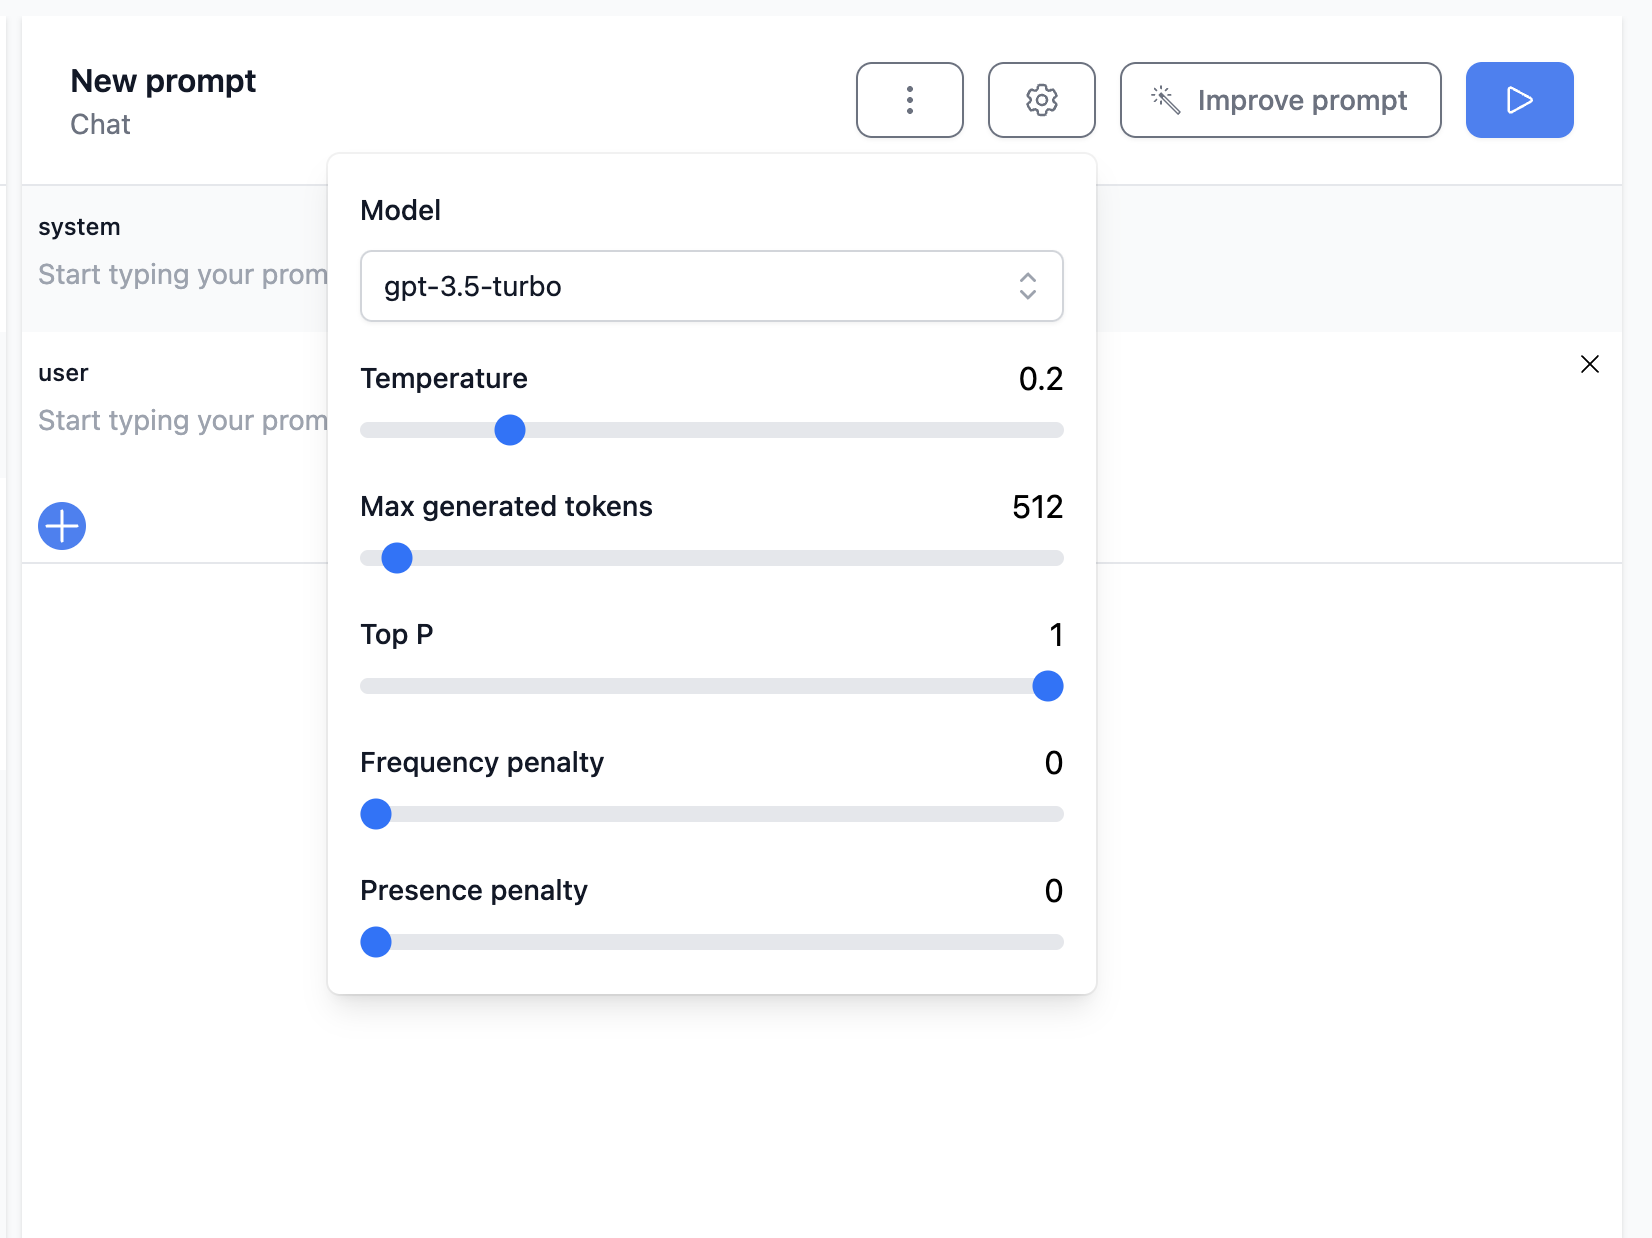 New prompt
Chat
Improve prompt
system
Start typing your prom
user
Start typing your prom
Model
gpt-3.5-turbo
Temperature 0.2
Max generated tokens 512
Top P 1
Frequency penalty 0
Presence penalty 0